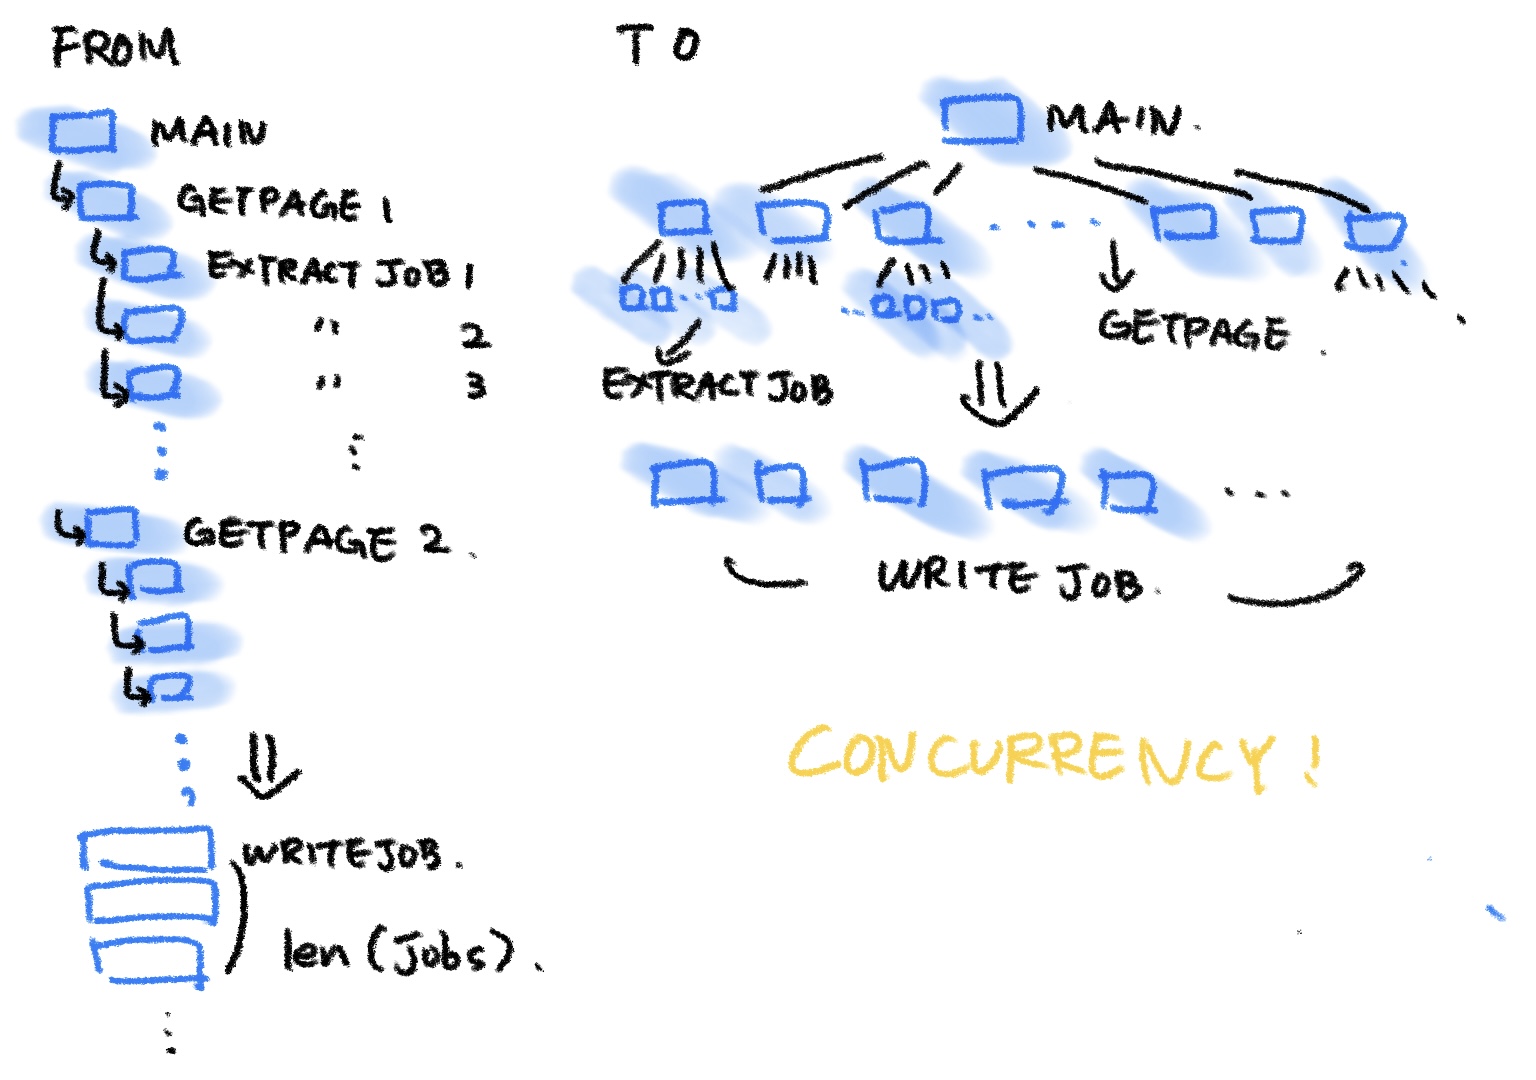 FROM
MAIN
GETPAGE 1
EXTRACT JOB 1
" 2
" 3
GETPAGE 2.
WRITEJOB.
len(Jobs).
TO
MAIN.
GETPAGE.
EXTRACT JOB
WRITE JOB.
CONCURRENCY!